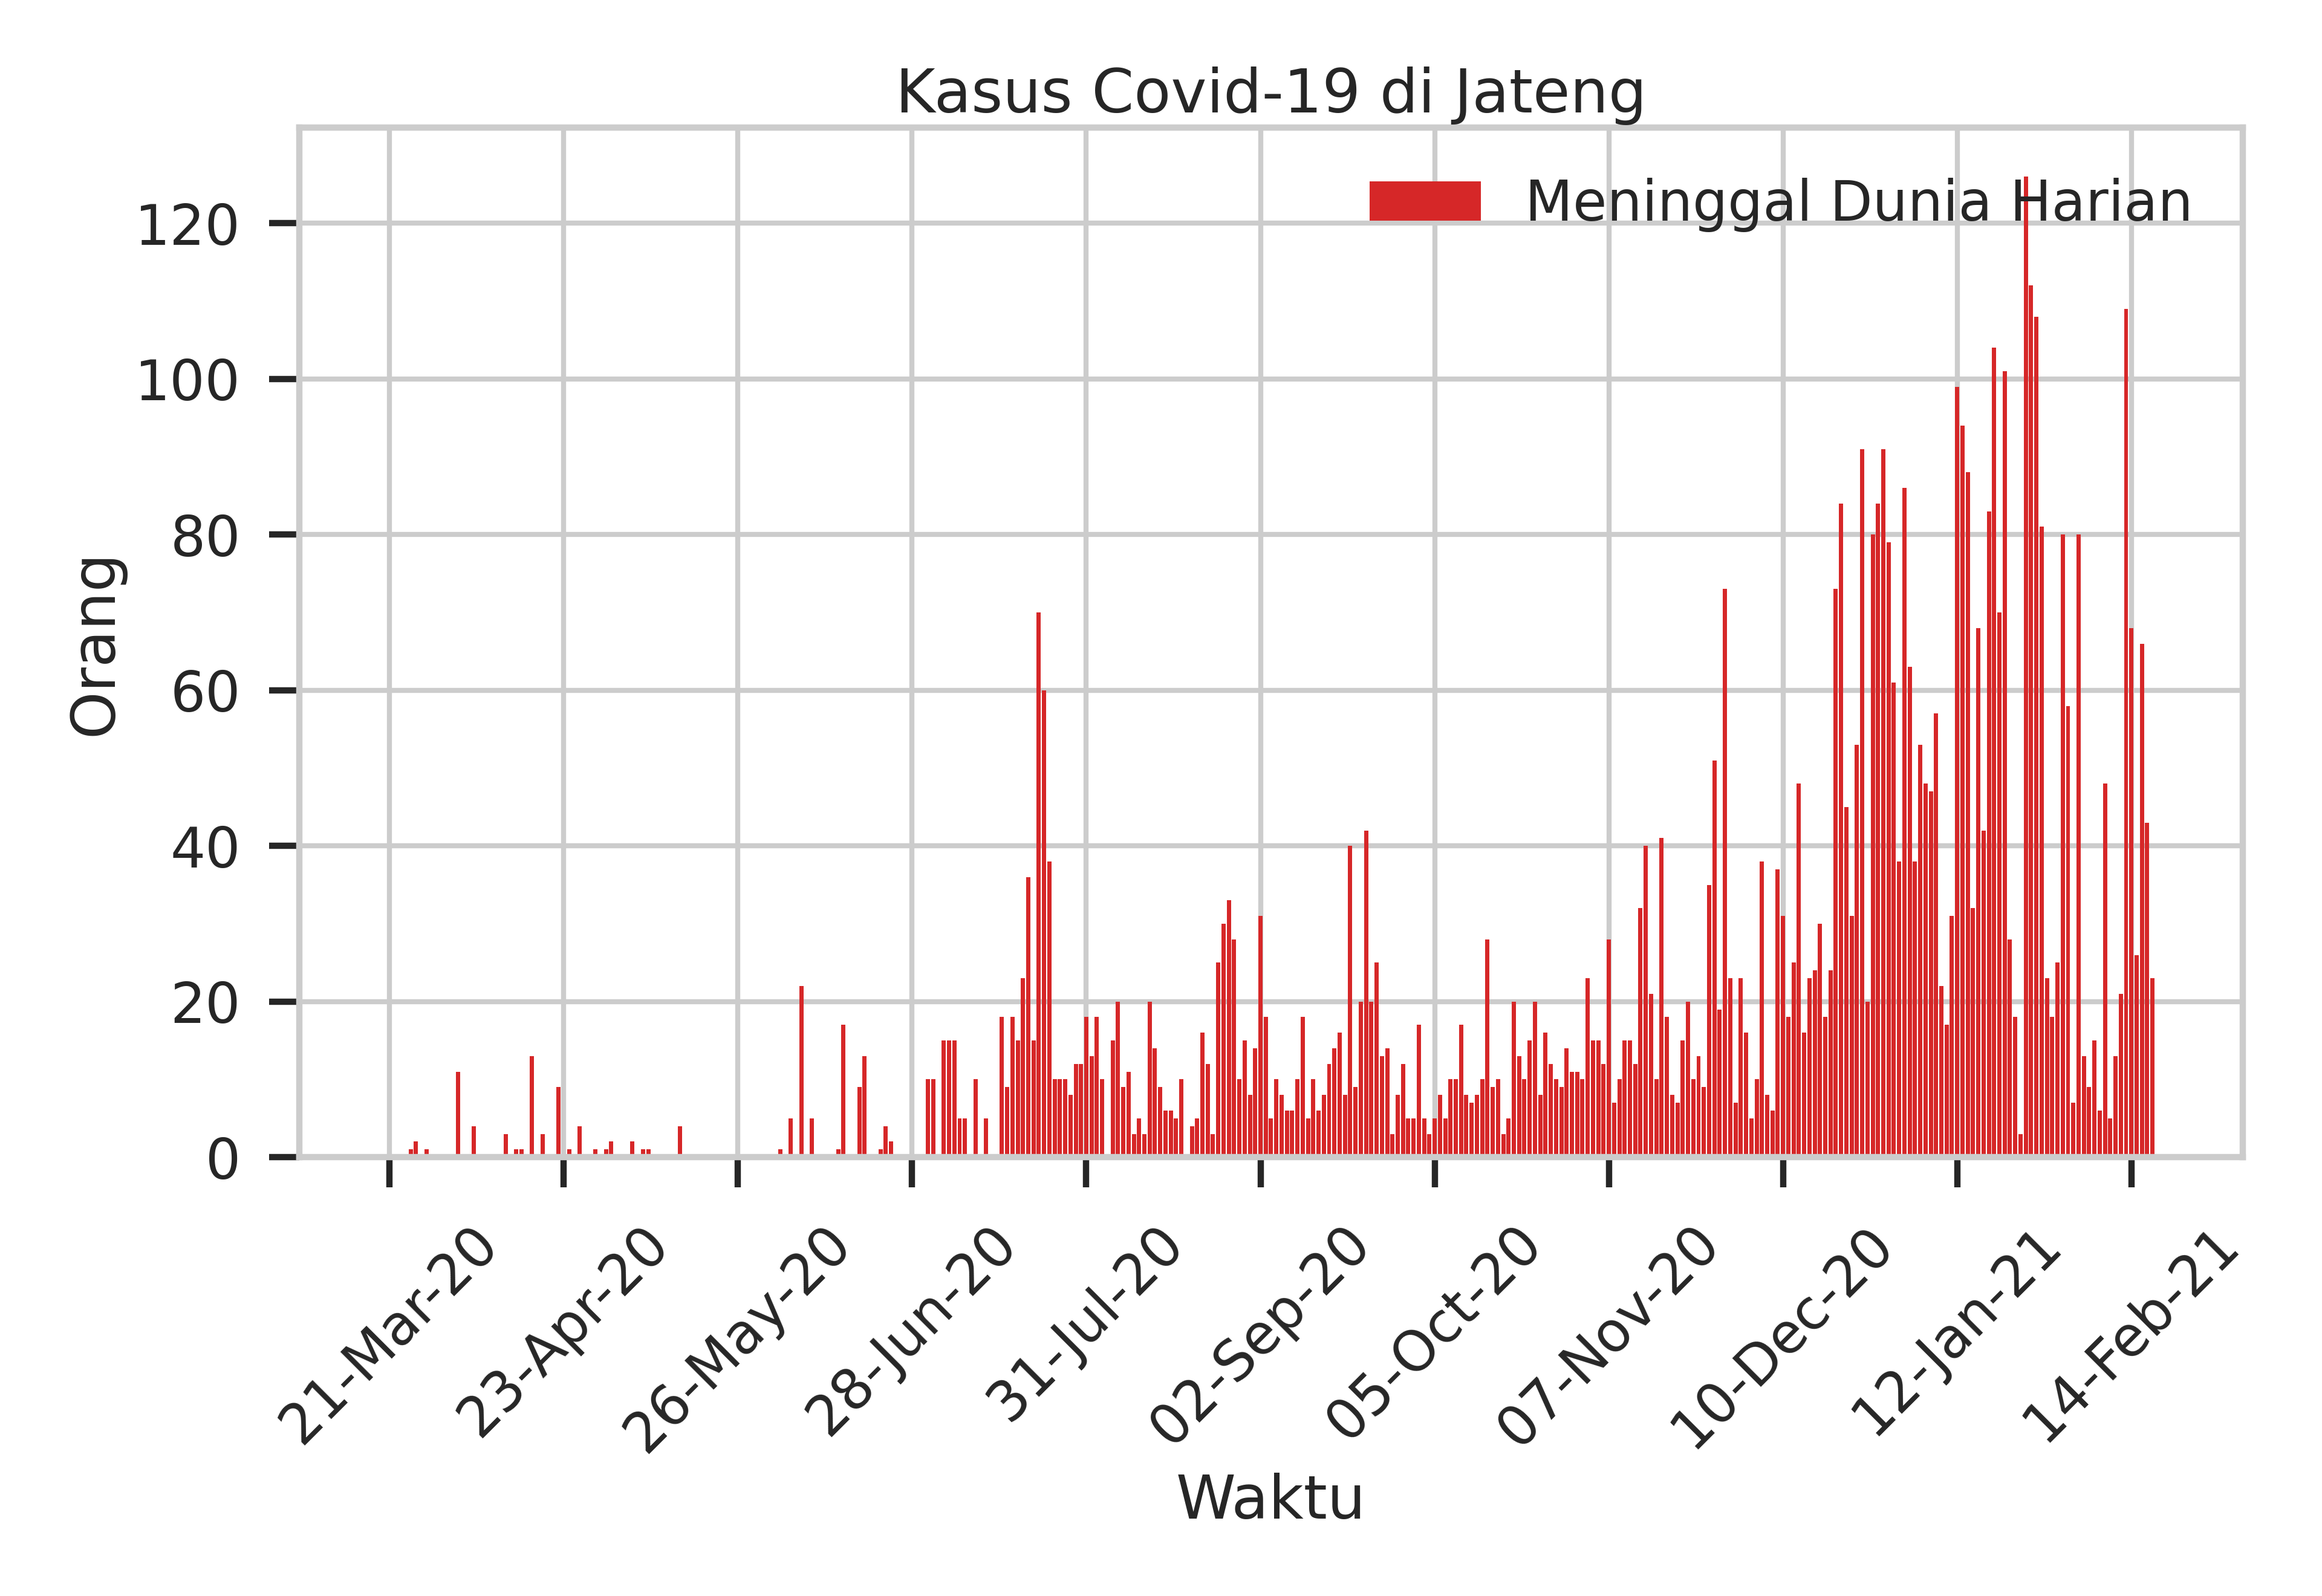 Kasus Covid-19 di Jateng
Meninggal Dunia Harian
Orang
120
100
80
60
40
20
0
21-Mar-20
23-Apr-20
26-May-20
28-Jun-20
31-Jul-20
02-Sep-20
05-Oct-20
07-Nov-20
10-Dec-20
12-Jan-21
14-Feb-21
Waktu